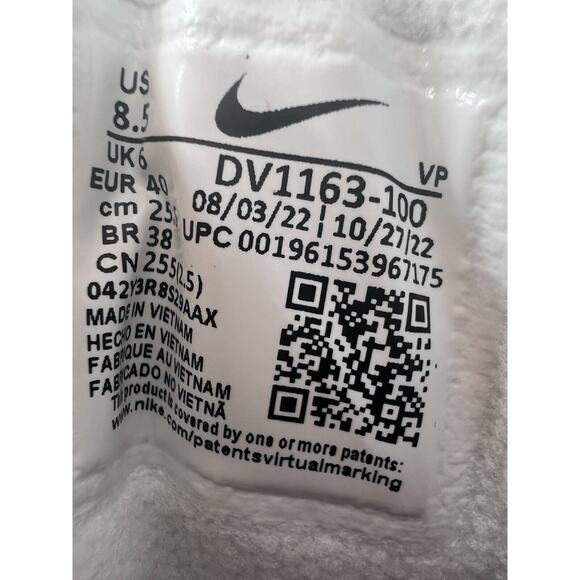 US 8.5
UK 6
EUR 40
cm 25.5
BR 38
CN 255(2.5)
042Y3R8S29AAX
MADE IN VIETNAM
HECHO EN VIETNAM
FABRIQUE AU VIETNAM
FABRICADO NO VIETNÃ
This product is covered by one or more patents:
www.nike.com/patentsvirtualmarking
VP
DV1163-100
08/03/22 | 10/27/22
UPC 00196153967175